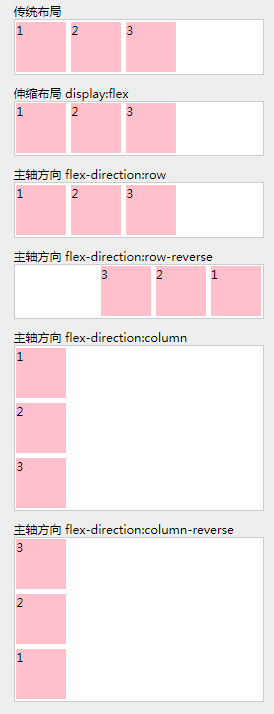 传统布局
1 2 3
伸缩布局 display:flex
1 2 3
主轴方向 flex-direction:row
1 2 3
主轴方向 flex-direction:row-reverse
3 2 1
主轴方向 flex-direction:column
1
2
3
主轴方向 flex-direction:column-reverse
3
2
1